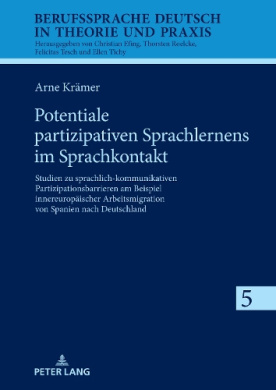 BERUFSSPRACHE DEUTSCH
IN THEORIE UND PRAXIS
Herausgegeben von Christian Efing, Thorsten Roelcke,
Felicitas Tesch und Ellen Tichy
Arne Krämer
Potentiale
partizipativen Sprachlernens
im Sprachkontakt
Studien zu sprachlich-kommunikativen
Partizipationsbarrieren am Beispiel
innereuropäischer Arbeitsmigration
von Spanien nach Deutschland
5
PETER LANG